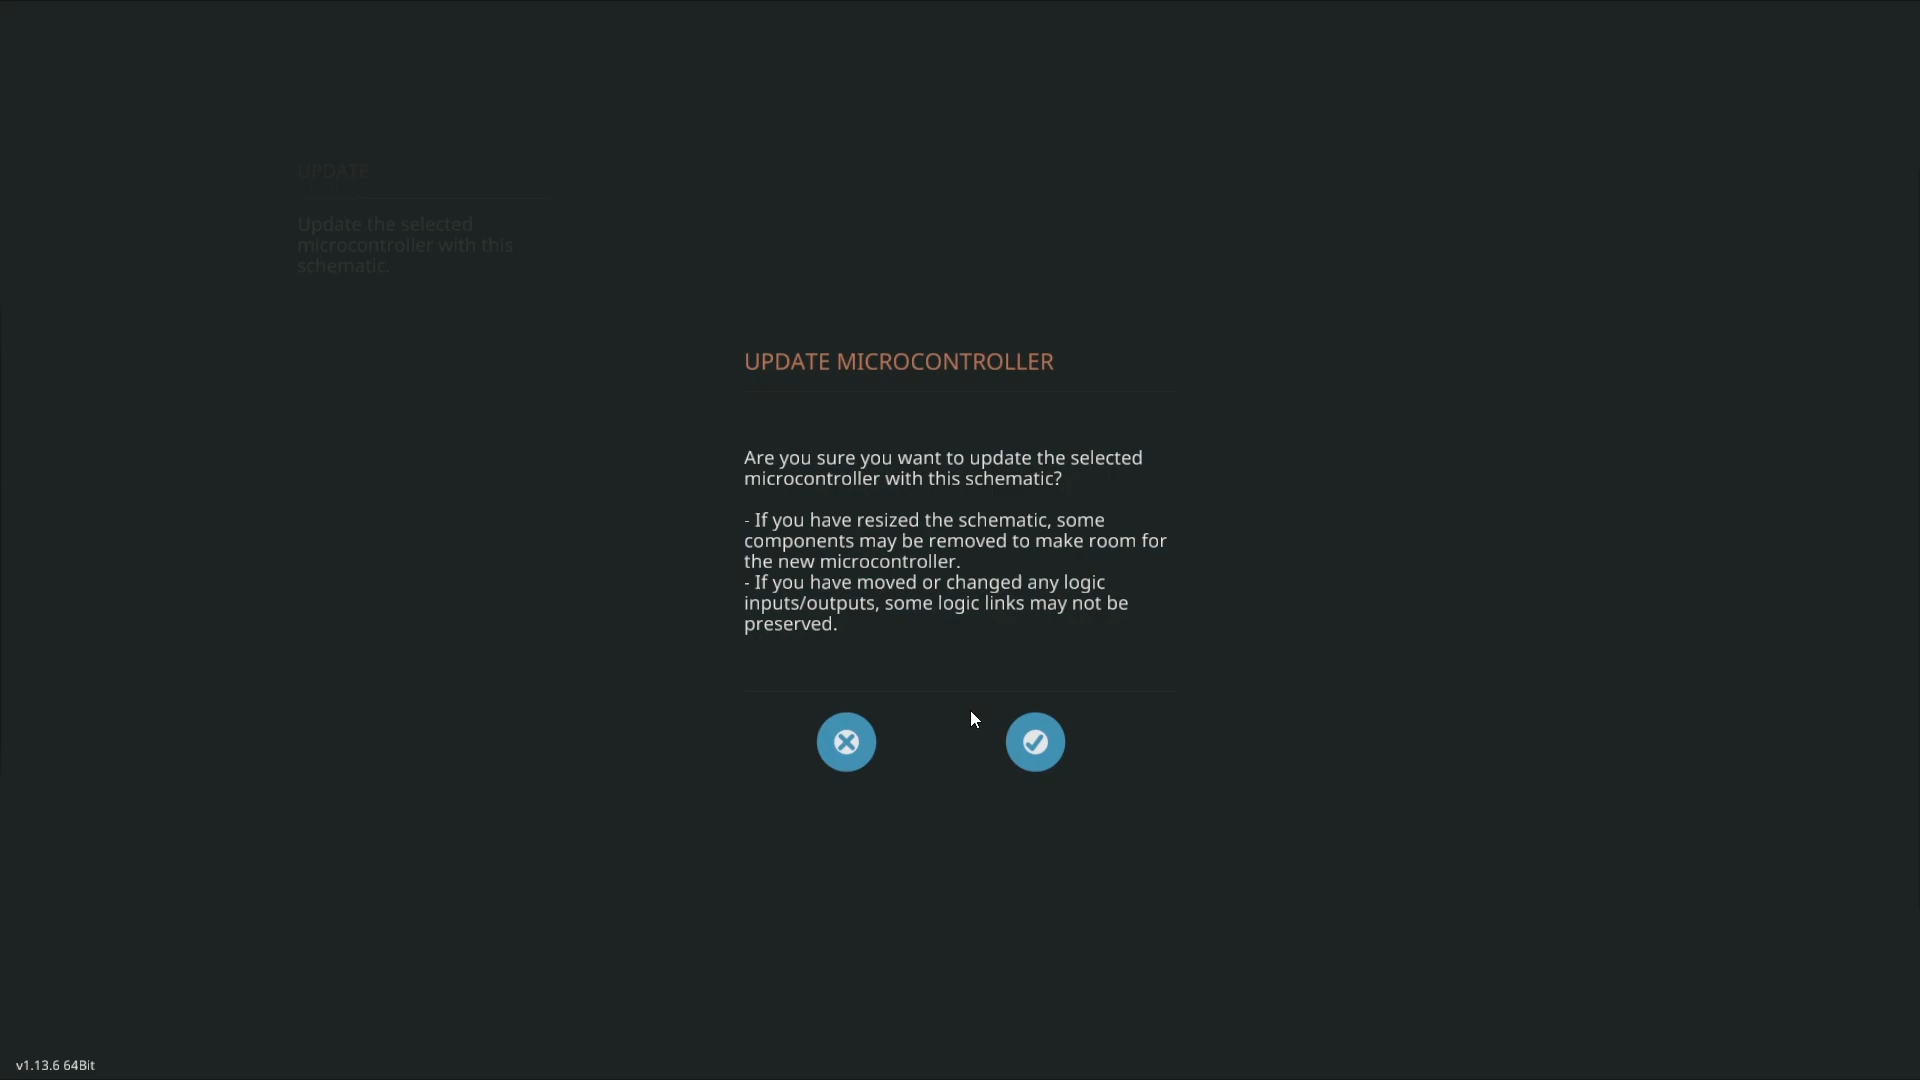 UPDATE
Update the selected
microcontroller with this
schematic.
UPDATE MICROCONTROLLER
Are you sure you want to update the selected
microcontroller with this schematic?
- If you have resized the schematic, some
components may be removed to make room for
the new microcontroller.
- If you have moved or changed any logic
inputs/outputs, some logic links may not be
preserved.
v1.13.6 64Bit